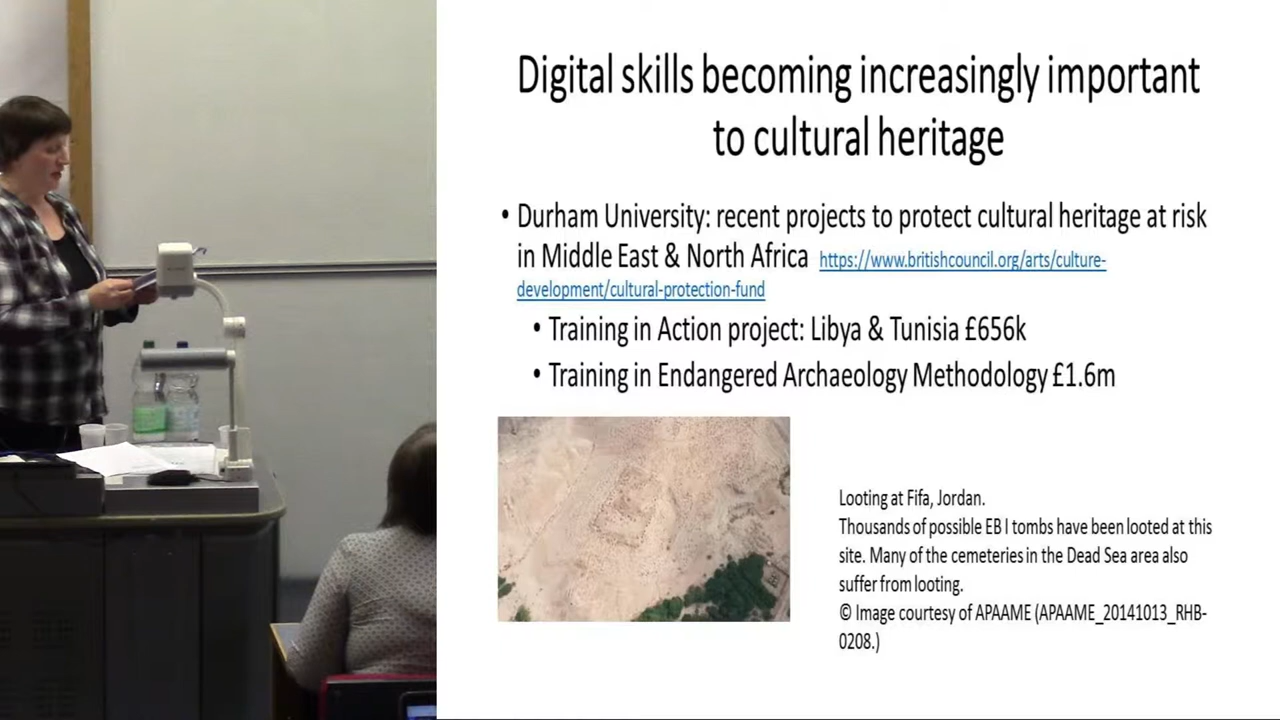 Digital skills becoming increasingly important
to cultural heritage
• Durham University: recent projects to protect cultural heritage at risk
in Middle East & North Africa https://www.britishcouncil.org/arts/culture-
development/cultural-protection-fund
• Training in Action project: Libya & Tunisia £656k
• Training in Endangered Archaeology Methodology £1.6m
Looting at Fifa, Jordan.
Thousands of possible EB I tombs have been looted at this
site. Many of the cemeteries in the Dead Sea area also
suffer from looting.
© Image courtesy of APAAME (APAAME_20141013_RHB-
0208.)